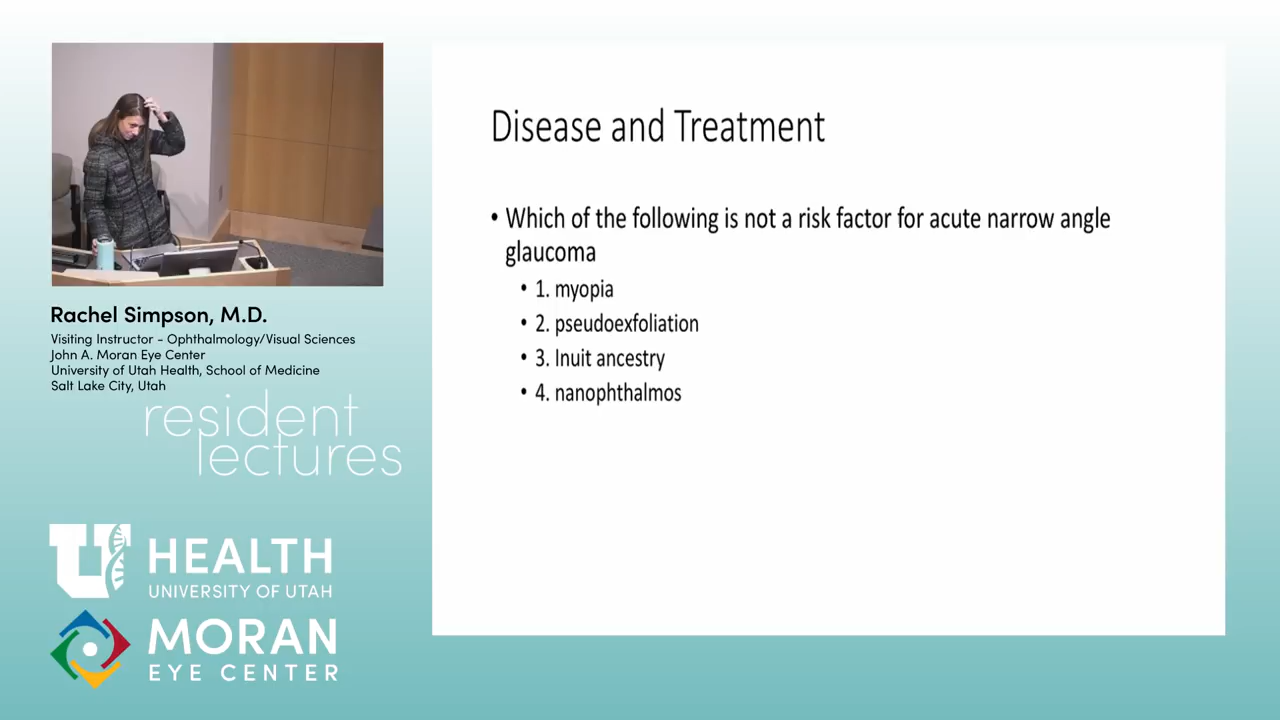 Disease and Treatment
• Which of the following is not a risk factor for acute narrow angle
glaucoma
• 1. myopia
• 2. pseudoexfoliation
• 3. Inuit ancestry
• 4. nanophthalmos
Rachel Simpson, M.D.
Visiting Instructor - Ophthalmology/Visual Sciences
John A. Moran Eye Center
University of Utah Health, School of Medicine
Salt Lake City, Utah
resident
lectures
U HEALTH
UNIVERSITY OF UTAH
MORAN
EYE CENTER